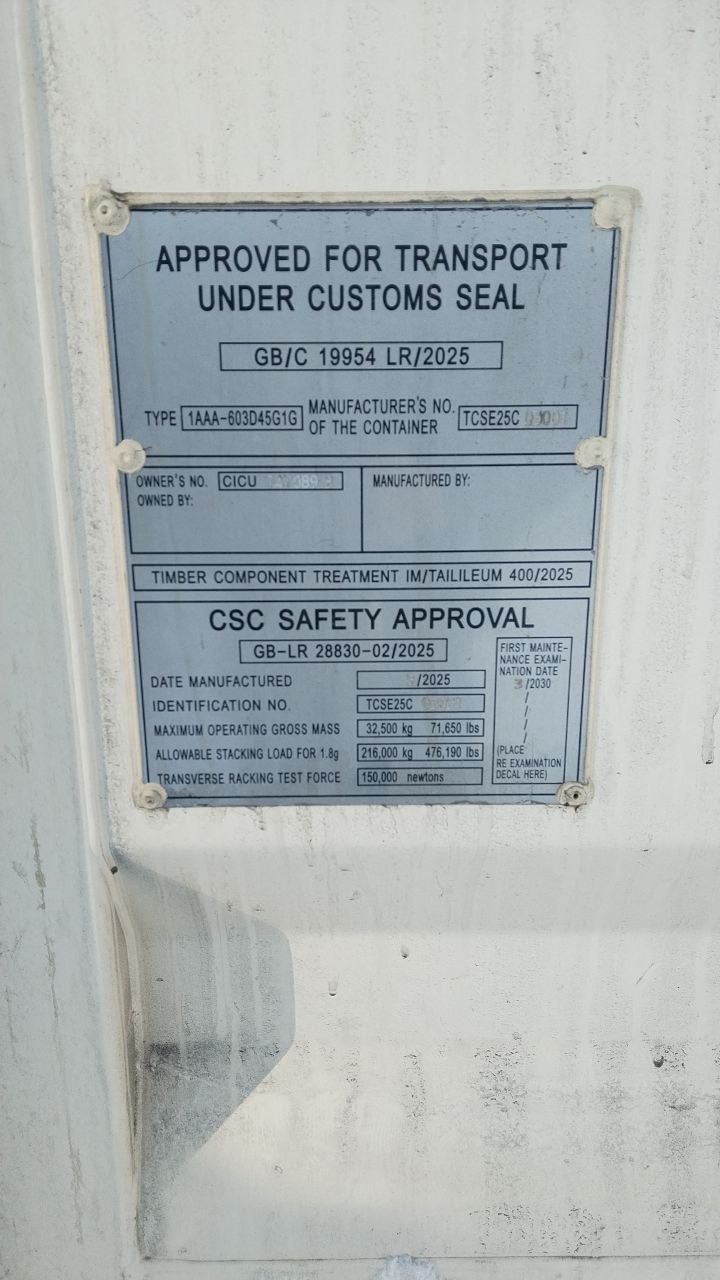 APPROVED FOR TRANSPORT
UNDER CUSTOMS SEAL
GB/C 19954 LR/2025
TYPE 1AAA-603D45G1G
MANUFACTURER'S NO.
OF THE CONTAINER
TCSE25C
OWNER'S NO. CICU
OWNED BY:
MANUFACTURED BY:
TIMBER COMPONENT TREATMENT IM/TAILILEUM 400/2025
CSC SAFETY APPROVAL
GB-LR 28830-02/2025
DATE MANUFACTURED /2025
IDENTIFICATION NO. TCSE25C
MAXIMUM OPERATING GROSS MASS 32,500 kg 71,650 lbs
ALLOWABLE STACKING LOAD FOR 1.8g 216,000 kg 476,190 lbs
TRANSVERSE RACKING TEST FORCE 150,000 newtons
FIRST MAINTE-
NANCE EXAMI-
NATION DATE
3/2030
/
/
/
/
(PLACE
RE EXAMINATION
DECAL HERE)